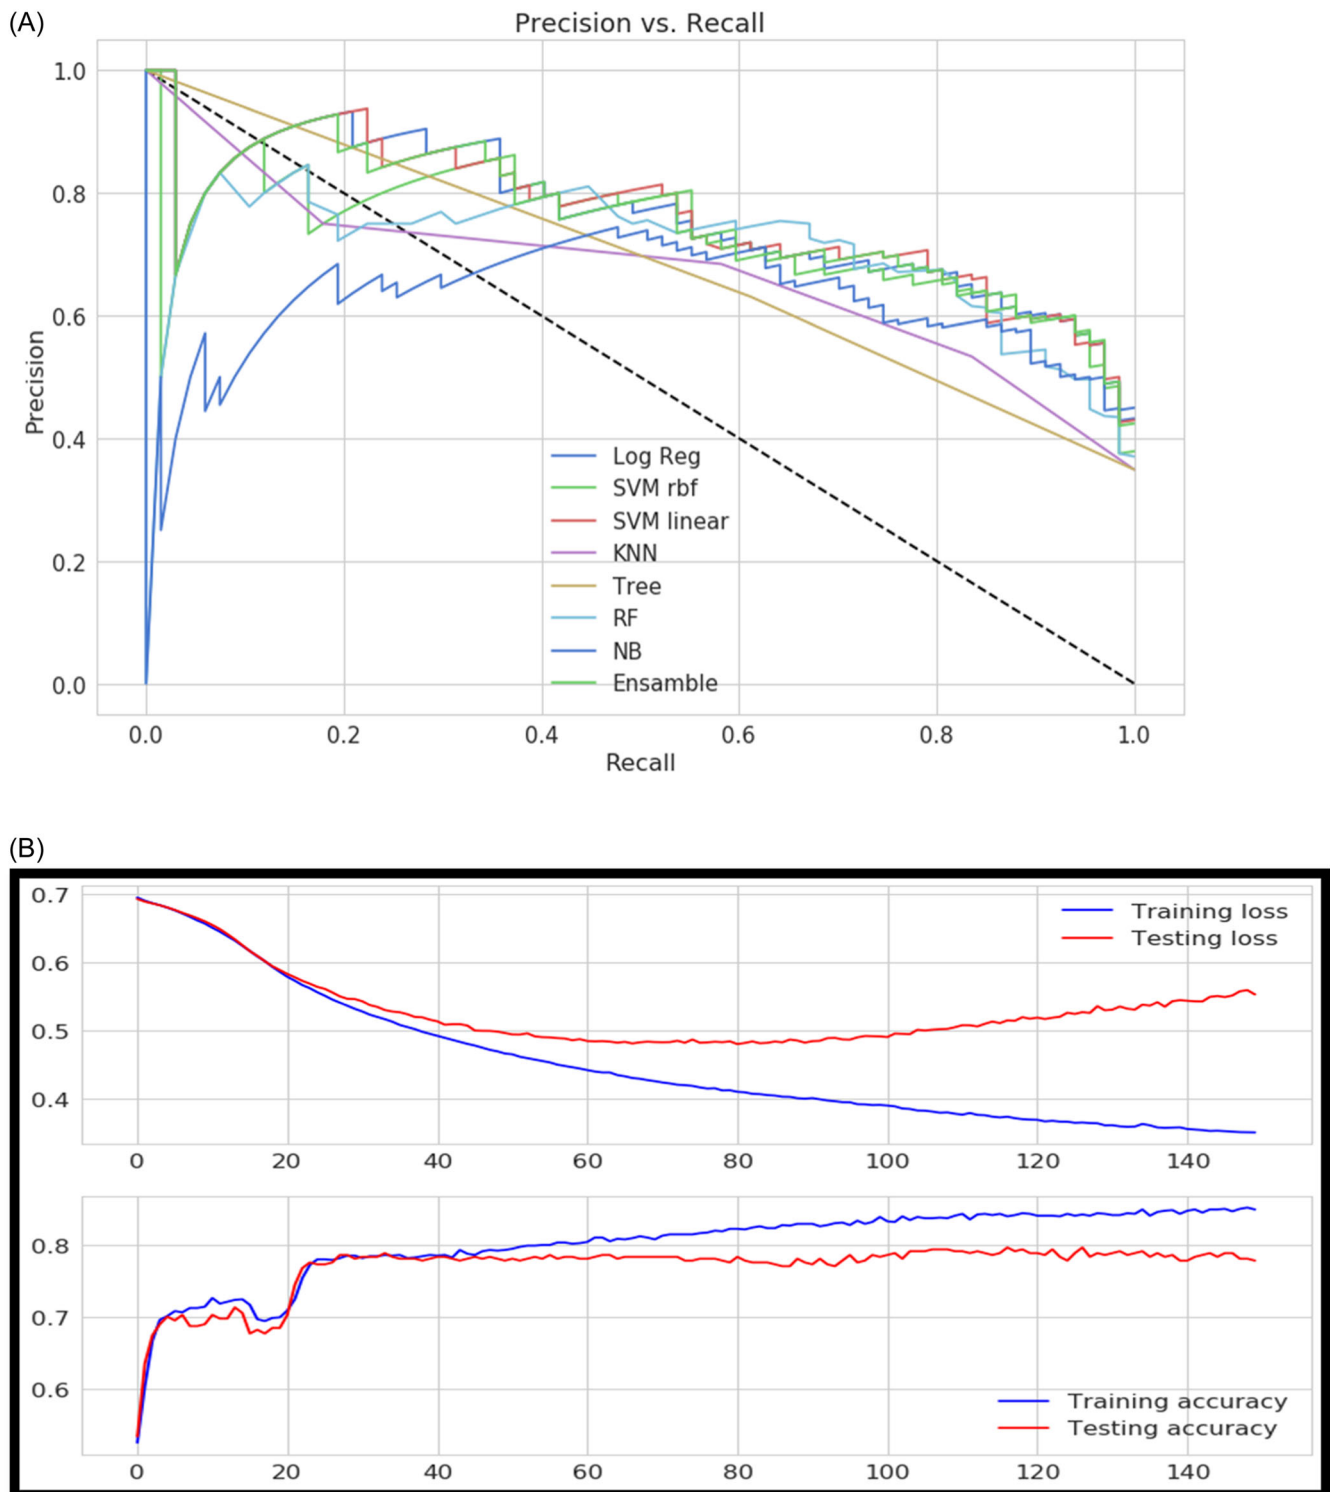 (A)
Precision vs. Recall
1.0
0.8
0.6
0.4
0.2
0.0
Precision
Log Reg
SVM rbf
SVM linear
KNN
Tree
RF
NB
Ensamble
0.0 0.2 0.4 0.6 0.8 1.0
Recall
(B)
0.7
0.6
0.5
0.4
Training loss
Testing loss
0 20 40 60 80 100 120 140
0.8
0.7
0.6
Training accuracy
Testing accuracy
0 20 40 60 80 100 120 140